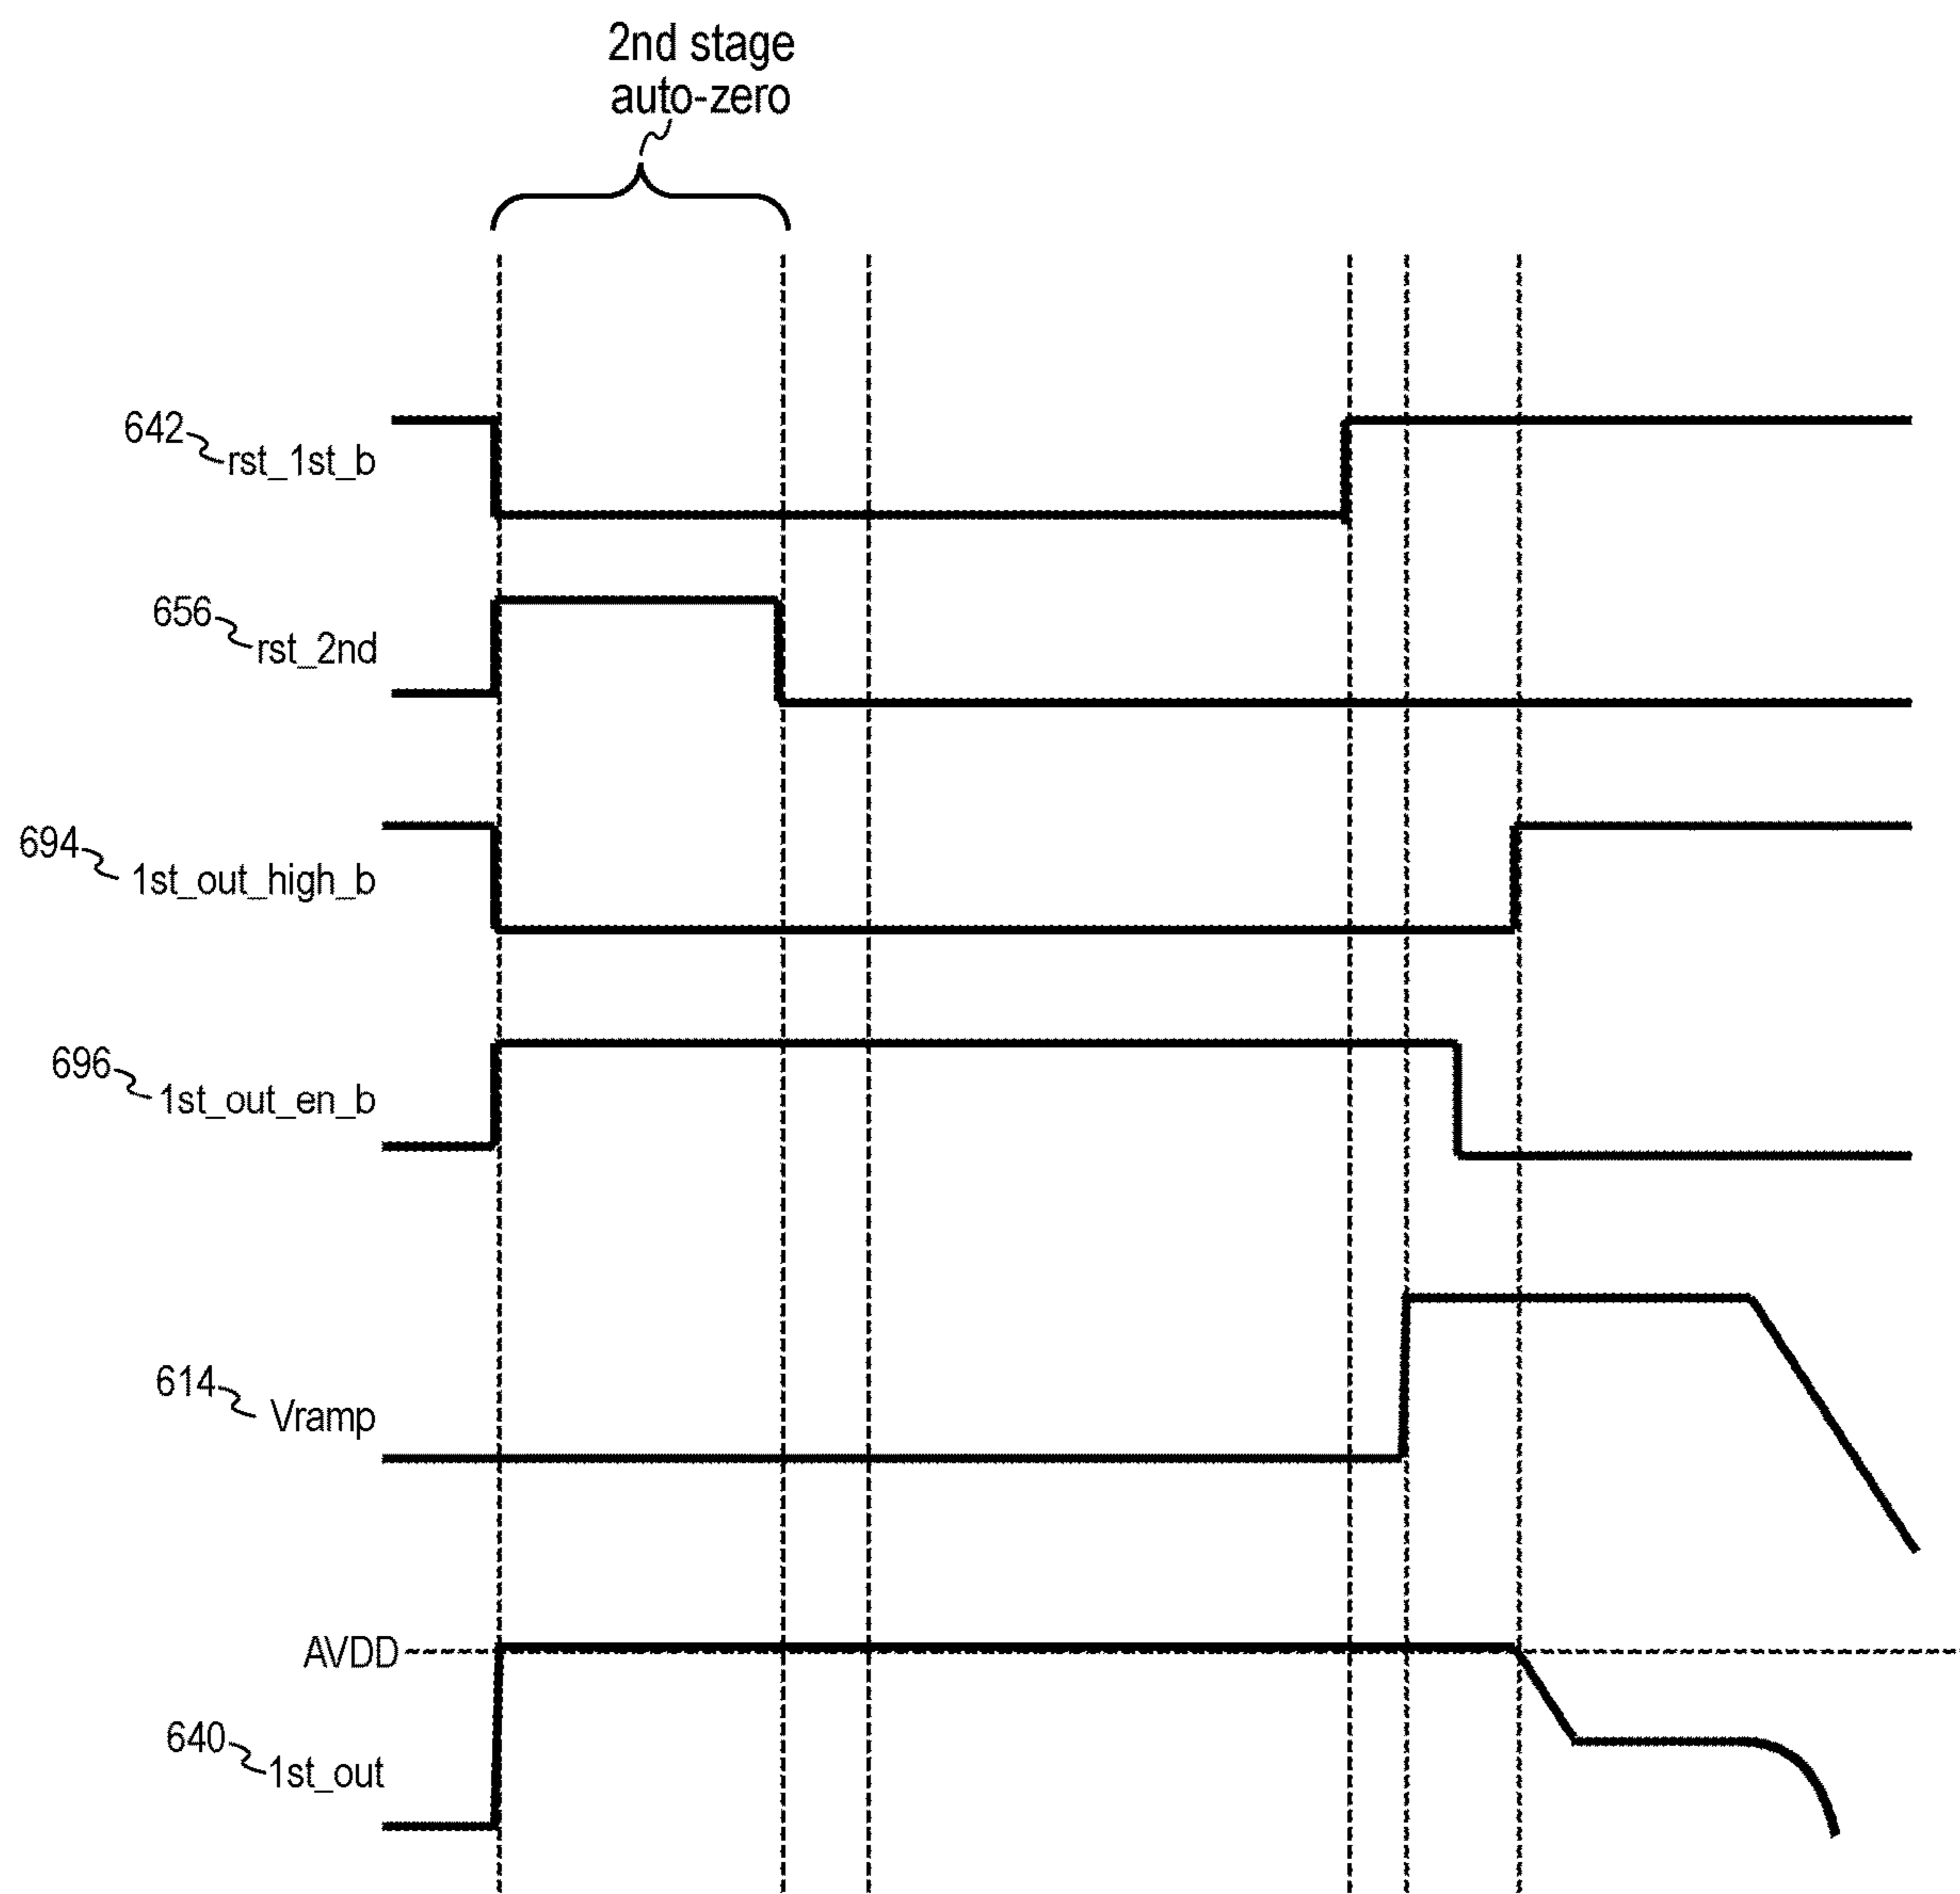 2nd stage
auto-zero
642
rst_1st_b
656
rst_2nd
694
1st_out_high_b
696
1st_out_en_b
614
Vramp
AVDD
640
1st_out